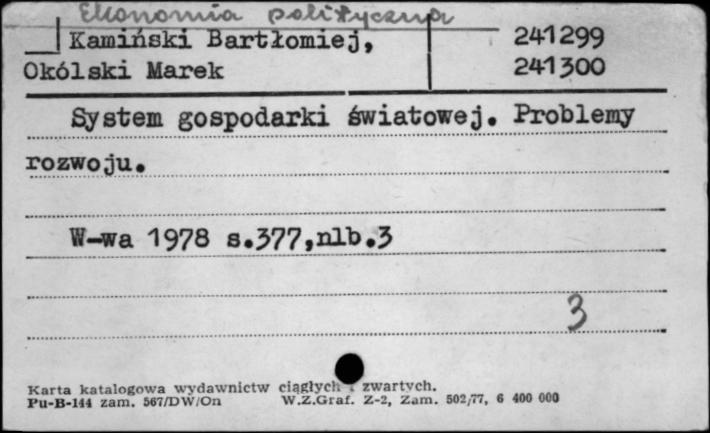 Ekonomia polityczna
Kamiński Bartłomiej, 241299
Okólski Marek 241300
System gospodarki światowej. Problemy
rozwoju.
W-wa 1978 s.377,nlb.3
3
Karta katalogowa wydawnictw ciągłych i zwartych.
Pu-B-144 zam. 567/DW/On W.Z.Graf. Z-2, Zam. 502/77, 6 400 000